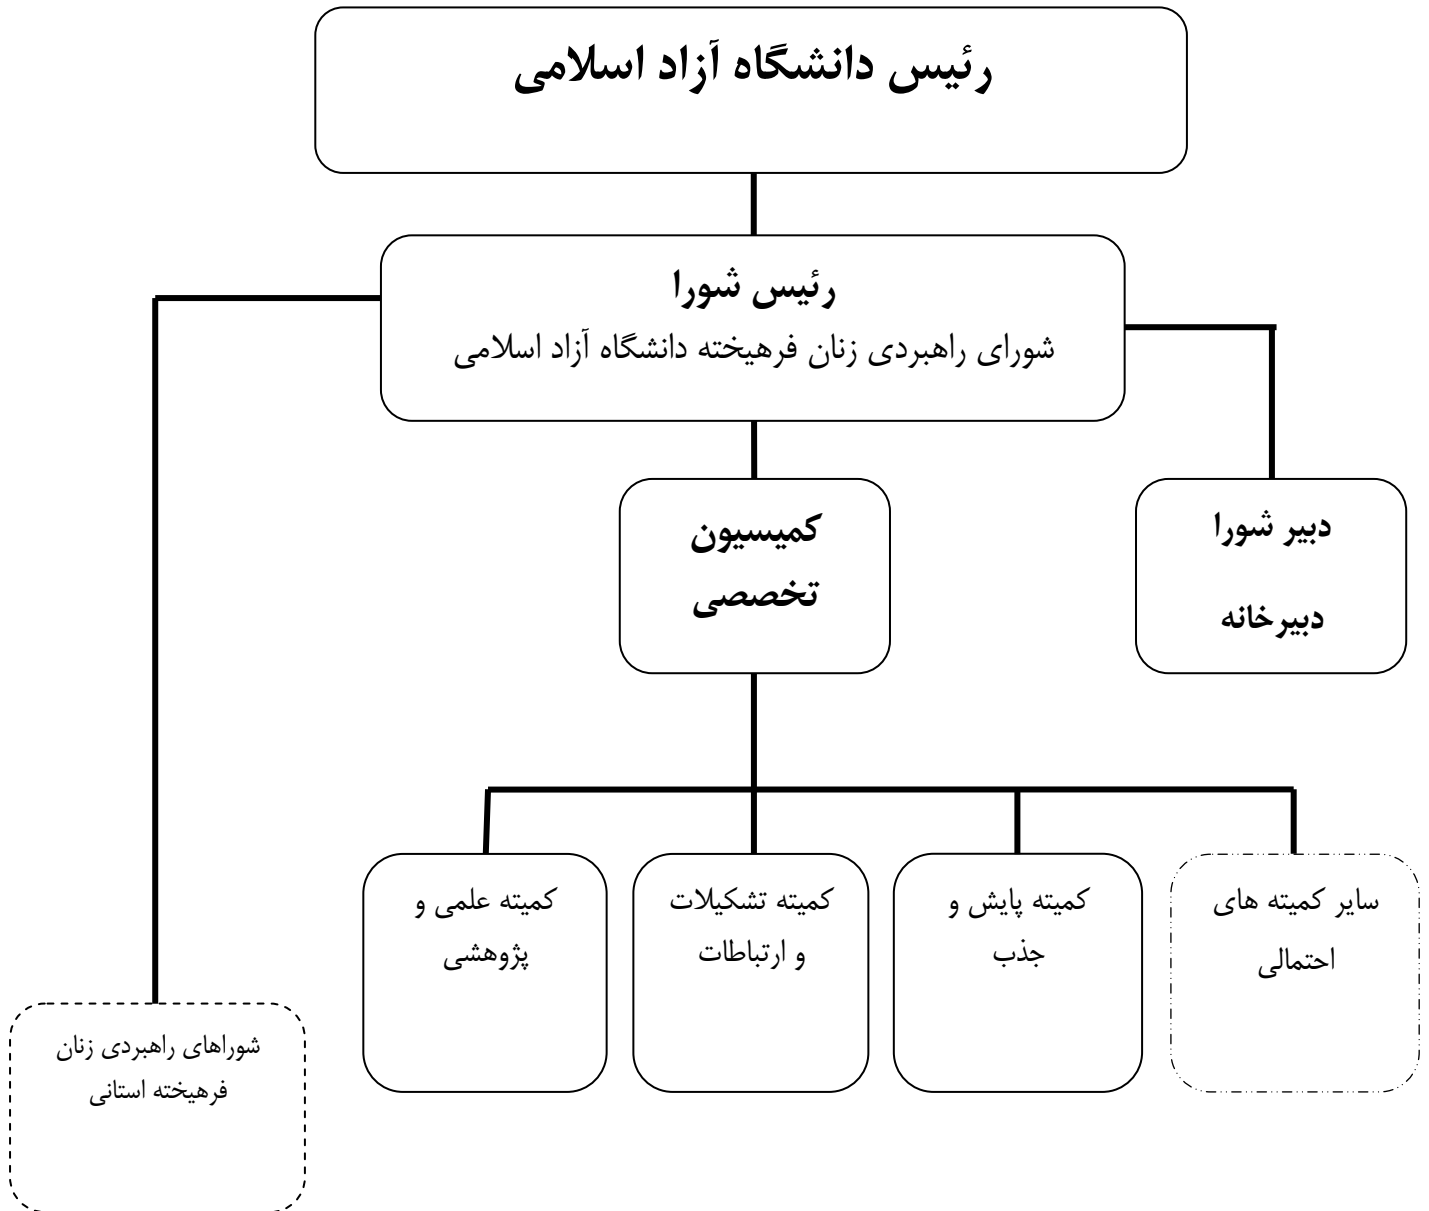 رئیس دانشگاه آزاد اسلامی
رئیس شورا
شورای راهبردی زنان فرهیخته دانشگاه آزاد اسلامی
دبیر شورا
دبیرخانه
کمیسیون
تخصصی
سایر کمیته های
احتمالی
کمیته پایش و
جذب
کمیته تشکیلات
و ارتباطات
کمیته علمی و
پژوهشی
شوراهای راهبردی زنان
فرهیخته استانی